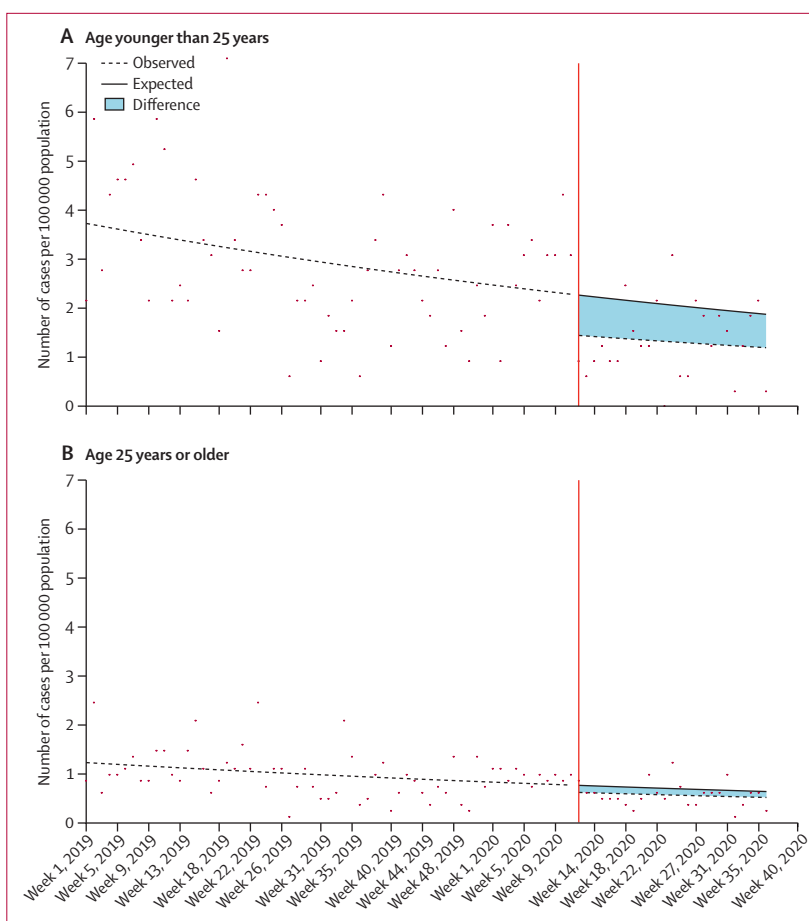 A Age younger than 25 years
Observed
Expected
Difference
Number of cases per 100 000 population
7
6
5
4
3
2
1
0
B Age 25 years or older
Number of cases per 100 000 population
7
6
5
4
3
2
1
0
Week 1, 2019
Week 5, 2019
Week 9, 2019
Week 13, 2019
Week 18, 2019
Week 22, 2019
Week 26, 2019
Week 31, 2019
Week 35, 2019
Week 40, 2019
Week 44, 2019
Week 48, 2019
Week 1, 2020
Week 5, 2020
Week 9, 2020
Week 14, 2020
Week 18, 2020
Week 22, 2020
Week 27, 2020
Week 31, 2020
Week 35, 2020
Week 40, 2020